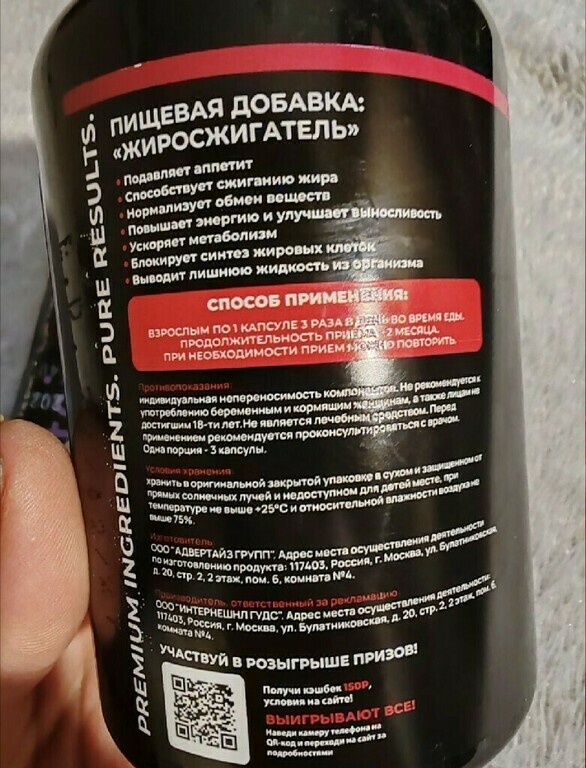 PREMIUM INGREDIENTS. PURE RESULTS.
ПИЩЕВАЯ ДОБАВКА:
«ЖИРОСЖИГАТЕЛЬ»
• Подавляет аппетит
• Способствует сжиганию жира
• Нормализует обмен веществ
• Повышает энергию и улучшает выносливость
• Ускоряет метаболизм
• Блокирует синтез жировых клеток
• Выводит лишнюю жидкость из организма
СПОСОБ ПРИМЕНЕНИЯ:
ВЗРОСЛЫМ ПО 1 КАПСУЛЕ 3 РАЗА В ДЕНЬ ВО ВРЕМЯ ЕДЫ.
ПРОДОЛЖИТЕЛЬНОСТЬ ПРИЕМА -2 МЕСЯЦА.
ПРИ НЕОБХОДИМОСТИ ПРИЕМ МОЖНО ПОВТОРИТЬ.
Противопоказания:
индивидуальная непереносимость компонентов. Не рекомендуется к
употреблению беременным и кормящим женщинам, а также лицам не
достигшим 18-ти лет. Не является лечебным средством. Перед
применением рекомендуется проконсультироваться с врачом.
Одна порция - 3 капсулы.
Условия хранения:
хранить в оригинальной закрытой упаковке в сухом и защищенном от
прямых солнечных лучей и недоступном для детей месте, при
температуре не выше +25°С и относительной влажности воздуха не
выше 75%.
Изготовитель
ООО "АДВЕРТАЙЗ ГРУПП". Адрес места осуществления деятельности
по изготовлению продукта: 117403, Россия, г. Москва, ул. Булатниковская,
д. 20, стр. 2, 2 этаж, пом. 6, комната №4.
Производитель, ответственный за рекламацию
ООО "ИНТЕРНЕШНЛ ГУДС". Адрес места осуществления деятельности:
117403, Россия, г. Москва, ул. Булатниковская, д. 20, стр. 2, 2 этаж, пом. 6,
комната №4.
УЧАСТВУЙ В РОЗЫГРЫШЕ ПРИЗОВ!
Получи кэшбек 150Р,
условия на сайте!
ВЫИГРЫВАЮТ ВСЕ!
Наведи камеру телефона на
QR-код и переходи на сайт за
подробностями